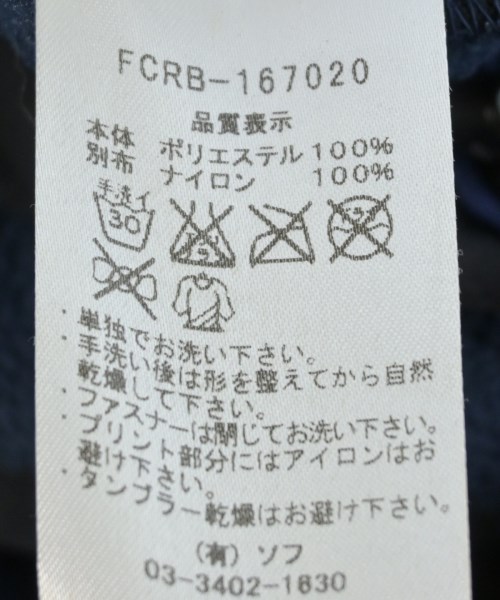 FCRB-167020
品質表示
本体 ポリエステル 100%
別布 ナイロン 100%
手洗イ
30
・単独でお洗い下さい。
・手洗い後は形を整えてから自然
乾燥して下さい。
・ファスナーは閉じてお洗い下さい。
・プリント部分にはアイロンはお
避け下さい。
・タンブラー乾燥はお避け下さい。
(有) ソフ
03-3402-1830